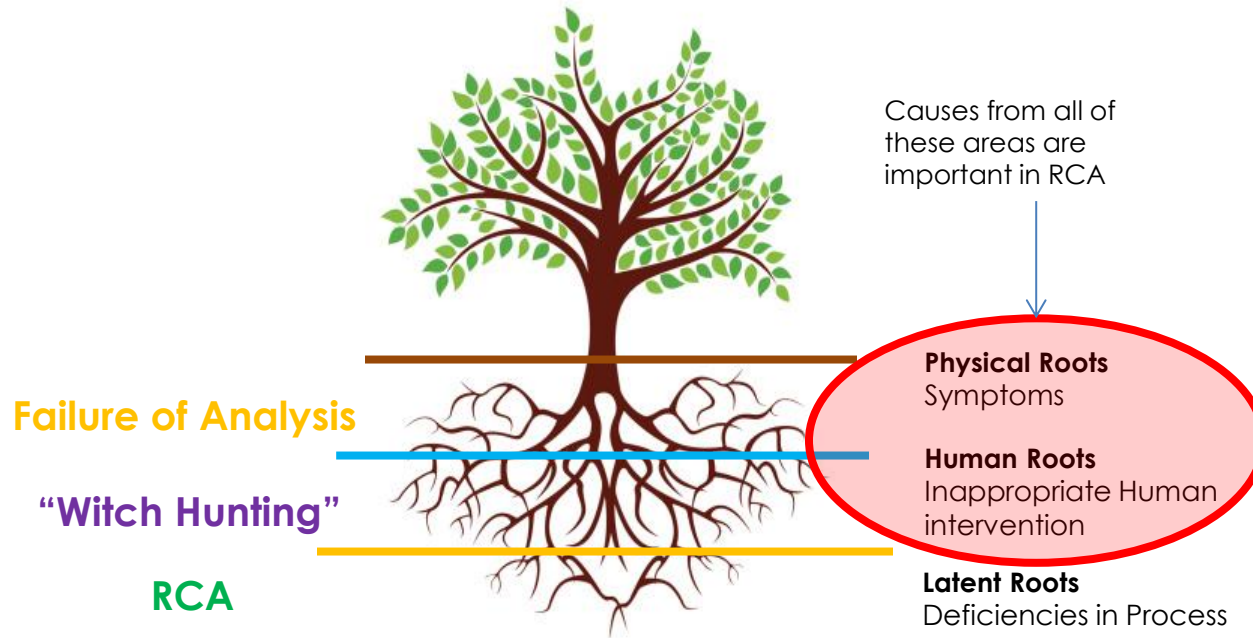 Causes from all of
these areas are
important in RCA
Physical Roots
Symptoms
Failure of Analysis
Human Roots
Inappropriate Human
intervention
“Witch Hunting”
Latent Roots
Deficiencies in Process
RCA